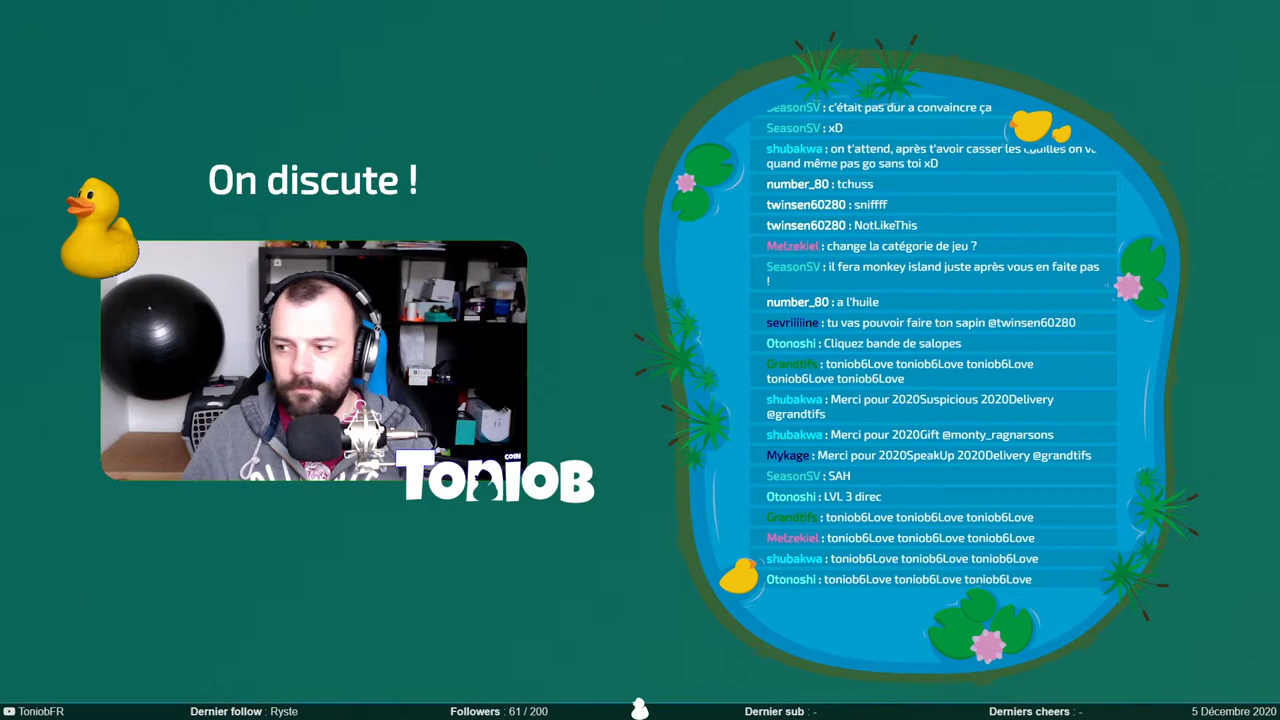 On discute !
COIN
TONIOB
SeasonSV : c'était pas dur a convaincre ça
SeasonSV : xD
shubakwa : on t'attend, après t'avoir casser les couilles on va
quand même pas go sans toi xD
number_80 : tchuss
twinsen60280 : sniffff
twinsen60280 : NotLikeThis
Melzekiel : change la catégorie de jeu ?
SeasonSV : il fera monkey island juste après vous en faite pas
!
number_80 : a l'huile
sevriiiiine : tu vas pouvoir faire ton sapin @twinsen60280
Otonoshi : Cliquez bande de salopes
Grandtifs : toniob6Love toniob6Love toniob6Love
toniob6Love toniob6Love
shubakwa : Merci pour 2020Suspicious 2020Delivery
@grandtifs
shubakwa : Merci pour 2020Gift @monty_ragnarsons
Mykage : Merci pour 2020SpeakUp 2020Delivery @grandtifs
SeasonSV : SAH
Otonoshi : LVL 3 direc
Grandtifs : toniob6Love toniob6Love toniob6Love
Melzekiel : toniob6Love toniob6Love toniob6Love
shubakwa : toniob6Love toniob6Love toniob6Love
Otonoshi : toniob6Love toniob6Love toniob6Love
ToniobFR
Dernier follow : Ryste
Followers : 61 / 200
Dernier sub : -
Derniers cheers : -
5 Décembre 2020